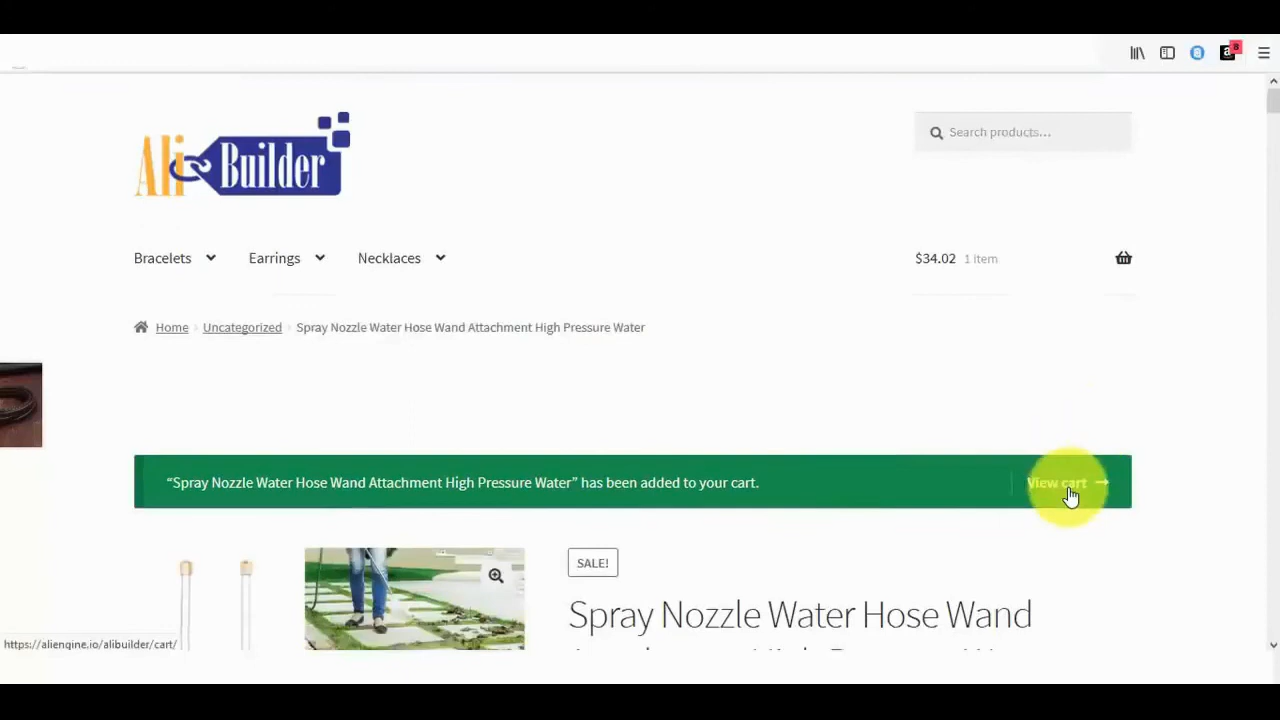 8
Ali Builder
Search products...
Bracelets Earrings Necklaces $34.02 1 item
Home Uncategorized Spray Nozzle Water Hose Wand Attachment High Pressure Water
“Spray Nozzle Water Hose Wand Attachment High Pressure Water” has been added to your cart. View cart →
SALE!
Spray Nozzle Water Hose Wand
https://aliengine.io/alibuilder/cart/